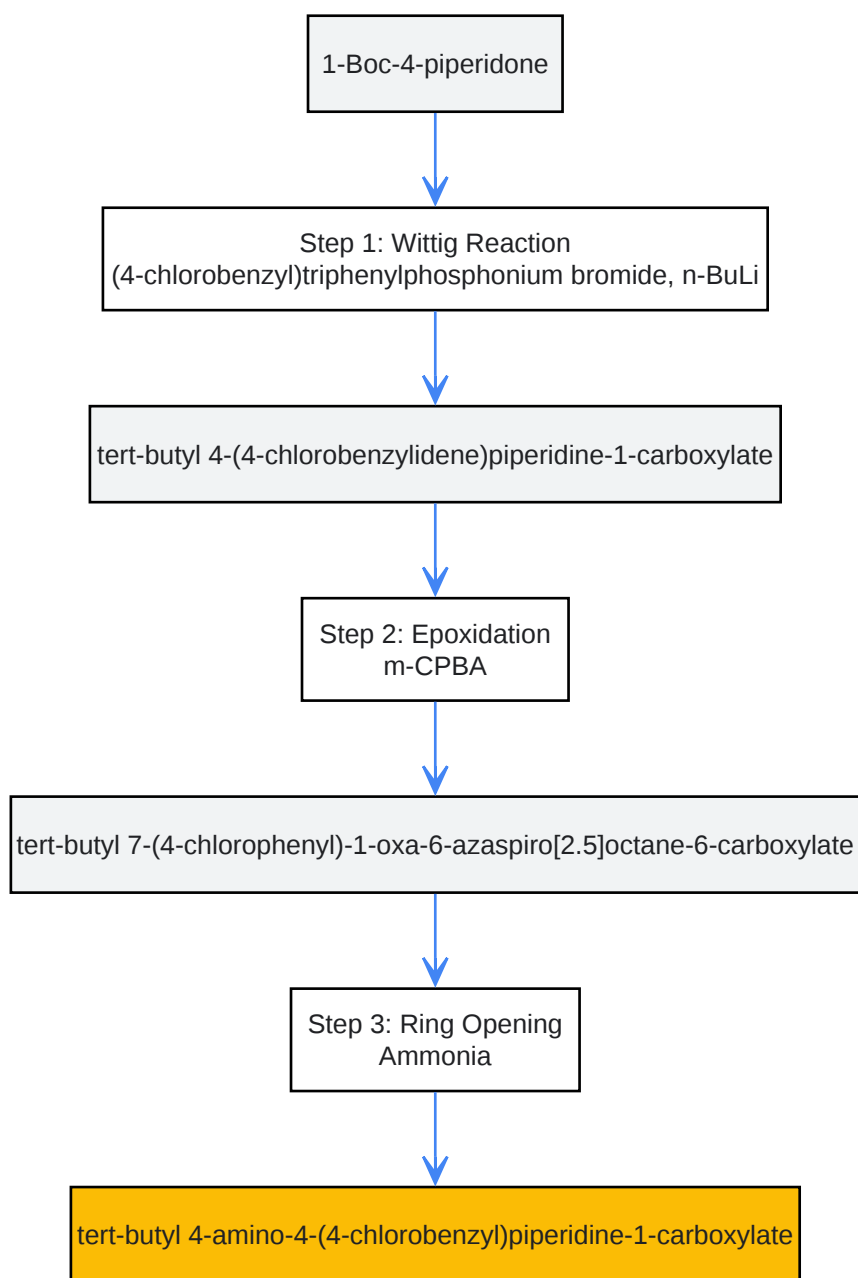 1-Boc-4-piperidone
Step 1: Wittig Reaction
(4-chlorobenzyl)triphenylphosphonium bromide, n-BuLi
tert-butyl 4-(4-chlorobenzylidene)piperidine-1-carboxylate
Step 2: Epoxidation
m-CPBA
tert-butyl 7-(4-chlorophenyl)-1-oxa-6-azaspiro[2.5]octane-6-carboxylate
Step 3: Ring Opening
Ammonia
tert-butyl 4-amino-4-(4-chlorobenzyl)piperidine-1-carboxylate